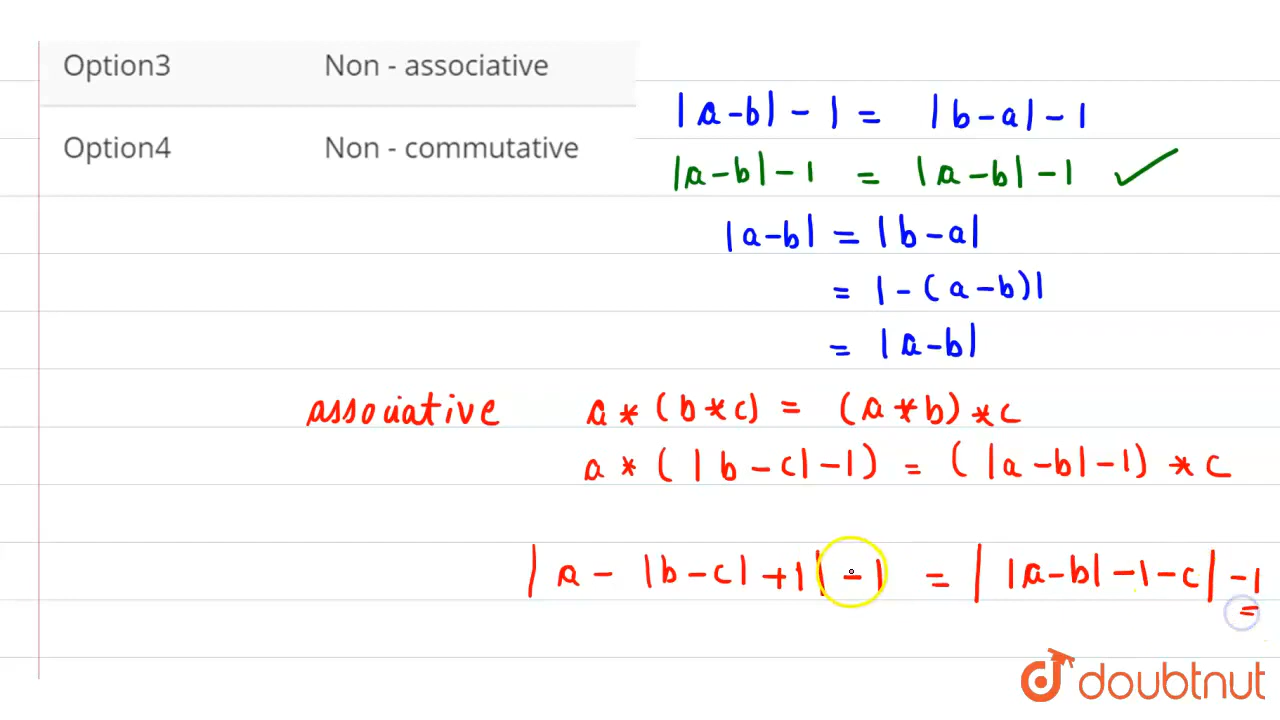 Option3 Non - associative
|a-b| - 1 = |b-a| - 1
Option4 Non - commutative
|a-b| - 1 = |a-b| - 1 ✓
|a-b| = |b-a|
= |-(a-b)|
= |a-b|
associative a * (b * c) = (a * b) * c
a * (|b-c| - 1) = (|a-b| - 1) * c
|a - |b-c| + 1| - 1 = ||a-b| - 1 - c| - 1
=
doubtnut